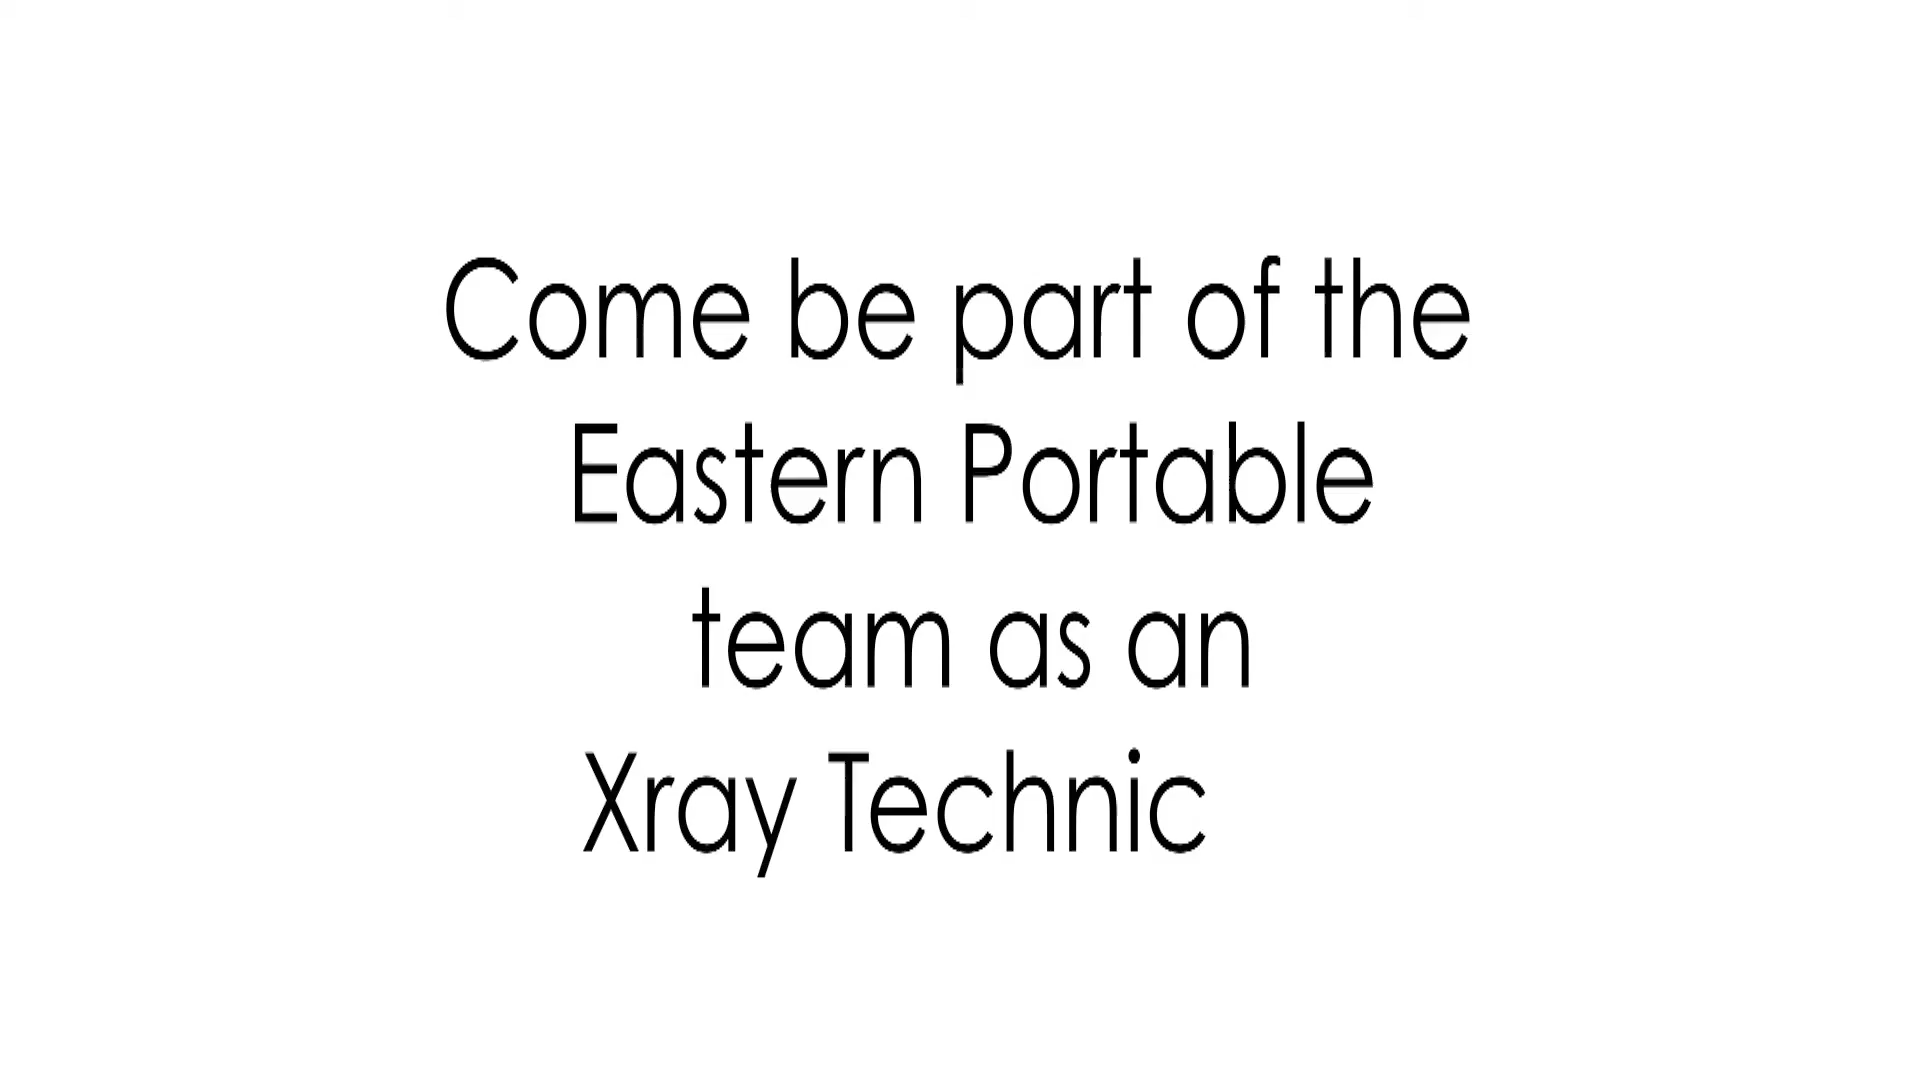 Come be part of the
Eastern Portable
team as an
Xray Technic